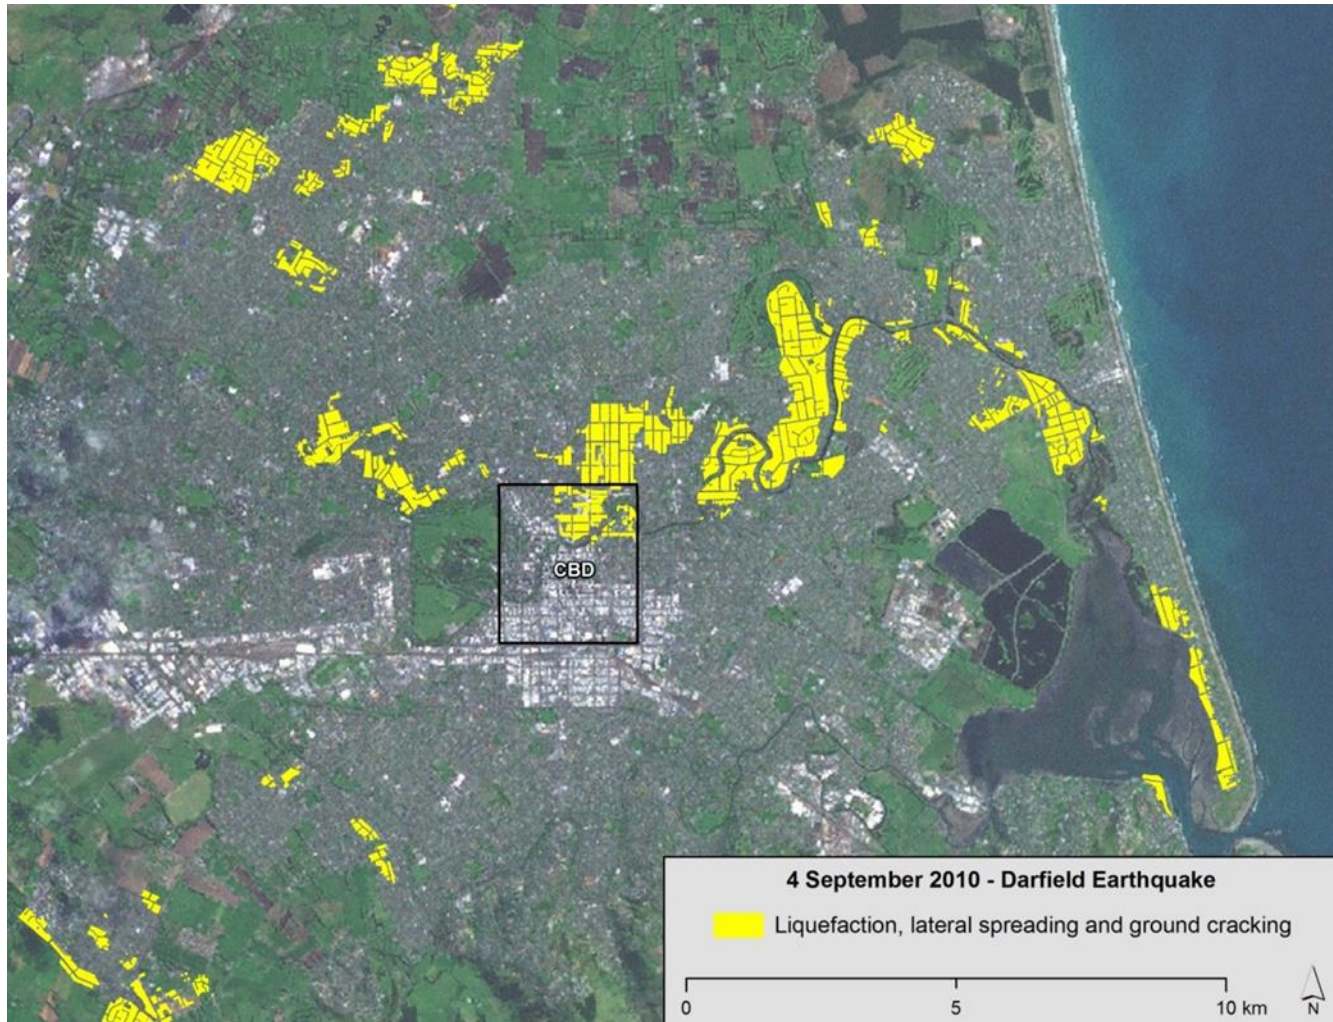 CBD
4 September 2010 - Darfield Earthquake
Liquefaction, lateral spreading and ground cracking
0 5 10 km
N